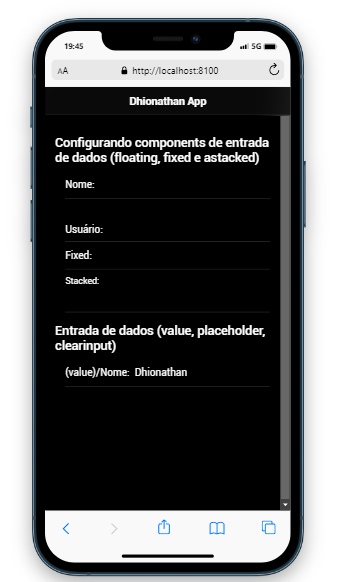 19:45
5G
AA
http://localhost:8100
Dhionathan App
Configurando components de entrada
de dados (floating, fixed e astacked)
Nome:
Usuário:
Fixed:
Stacked:
Entrada de dados (value, placeholder,
clearinput)
(value)/Nome: Dhionathan